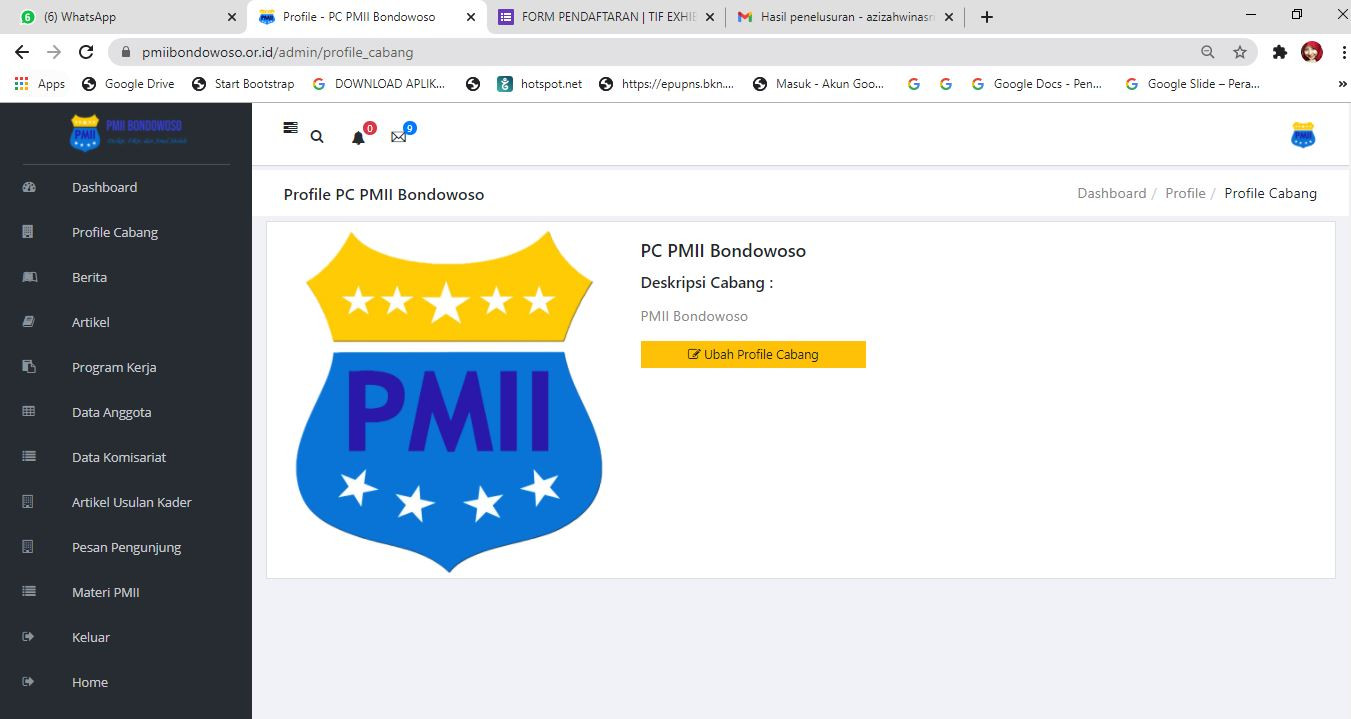 6 (6) WhatsApp
Profile - PC PMII Bondowoso
FORM PENDAFTARAN | TIF EXHIB
Hasil penelusuran - azizahwinasri
pmiibondowoso.or.id/admin/profile_cabang
Apps
Google Drive
Start Bootstrap
DOWNLOAD APLIK...
hotspot.net
https://epupns.bkn....
Masuk - Akun Goo...
Google Docs - Pen...
Google Slide – Pera...
»
PMII
PMII BONDOWOSO
0
9
Dashboard
Profile Cabang
Berita
Artikel
Program Kerja
Data Anggota
Data Komisariat
Artikel Usulan Kader
Pesan Pengunjung
Materi PMII
Keluar
Home
Profile PC PMII Bondowoso
Dashboard / Profile / Profile Cabang
PMII
PC PMII Bondowoso
Deskripsi Cabang :
PMII Bondowoso
Ubah Profile Cabang